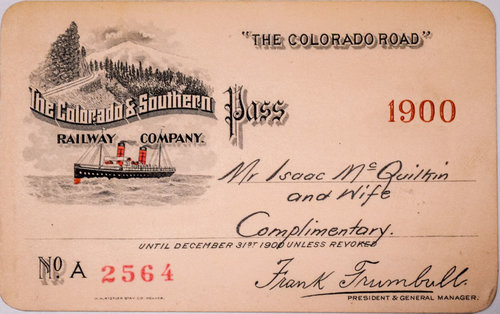 "THE COLORADO ROAD"
The Colorado & Southern
RAILWAY COMPANY.
Pass 1900
Mr Isaac McQuilkin
and Wife
Complimentary.
UNTIL DECEMBER 31ST 1900 UNLESS REVOKED
No. A 2564
Frank Trumbull.
PRESIDENT & GENERAL MANAGER.